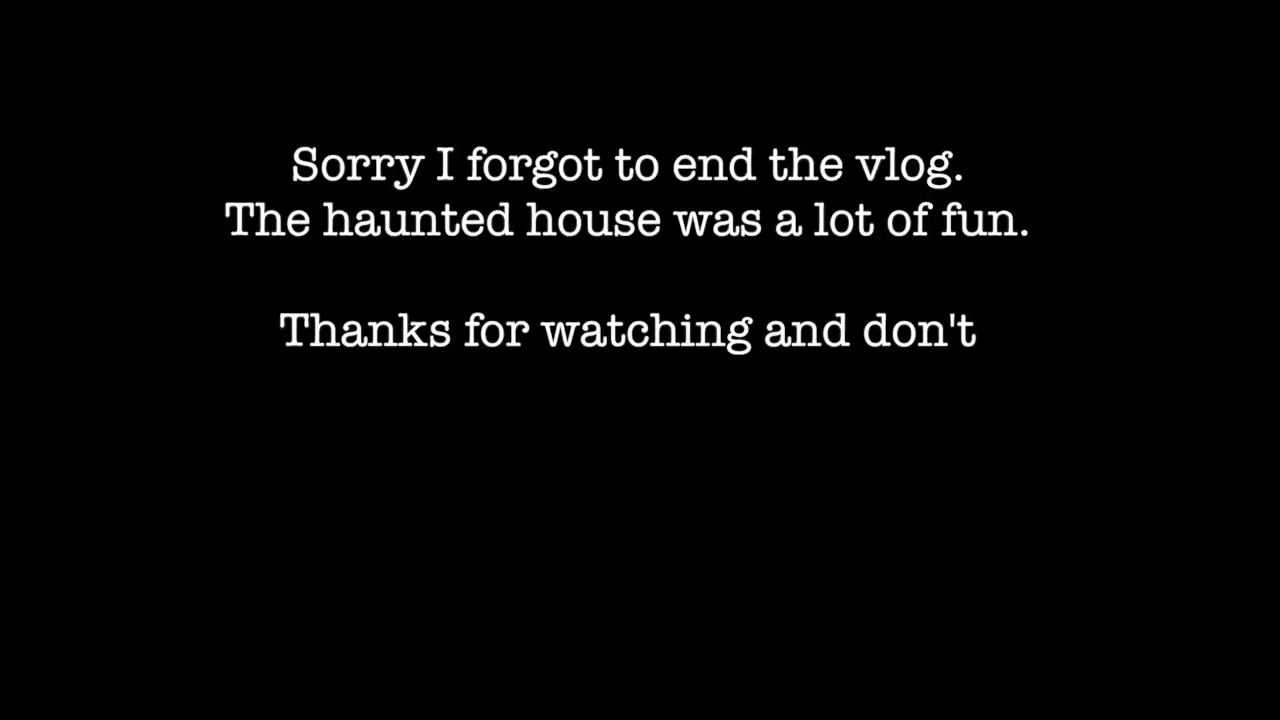 Sorry I forgot to end the vlog.
The haunted house was a lot of fun.
Thanks for watching and don't